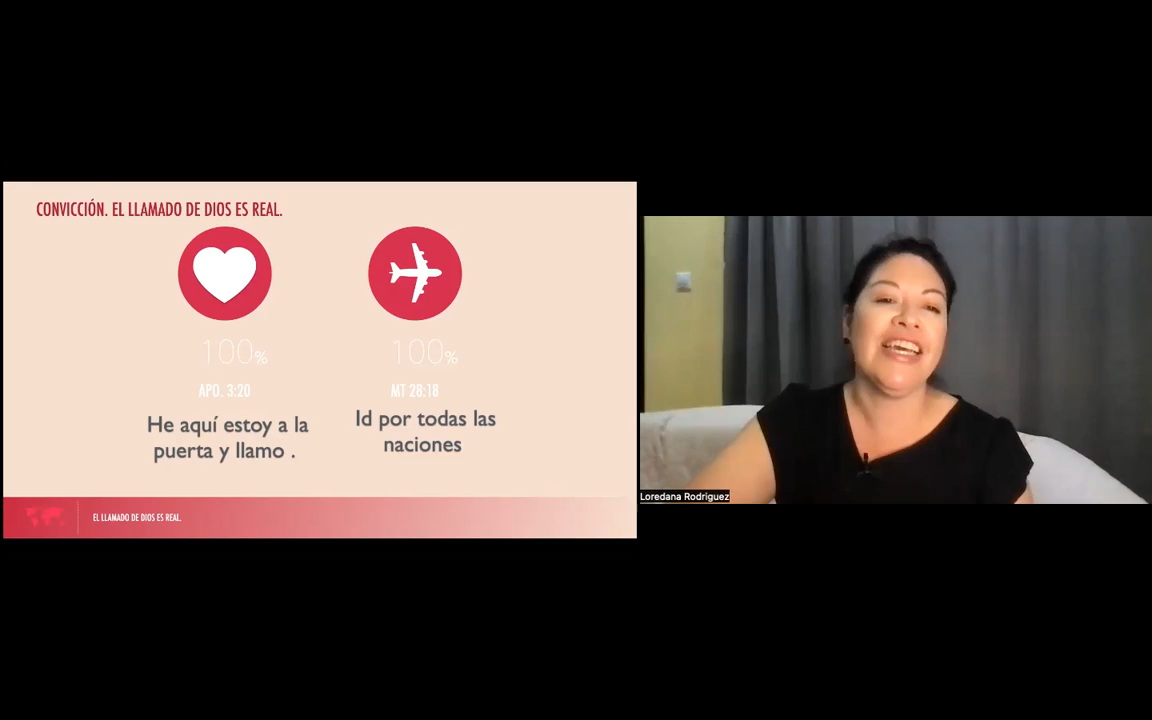 CONVICCIÓN. EL LLAMADO DE DIOS ES REAL.
100%
100%
APO. 3:20
MT 28:18
He aquí estoy a la
puerta y llamo .
Id por todas las
naciones
EL LLAMADO DE DIOS ES REAL.
Loredana Rodriguez